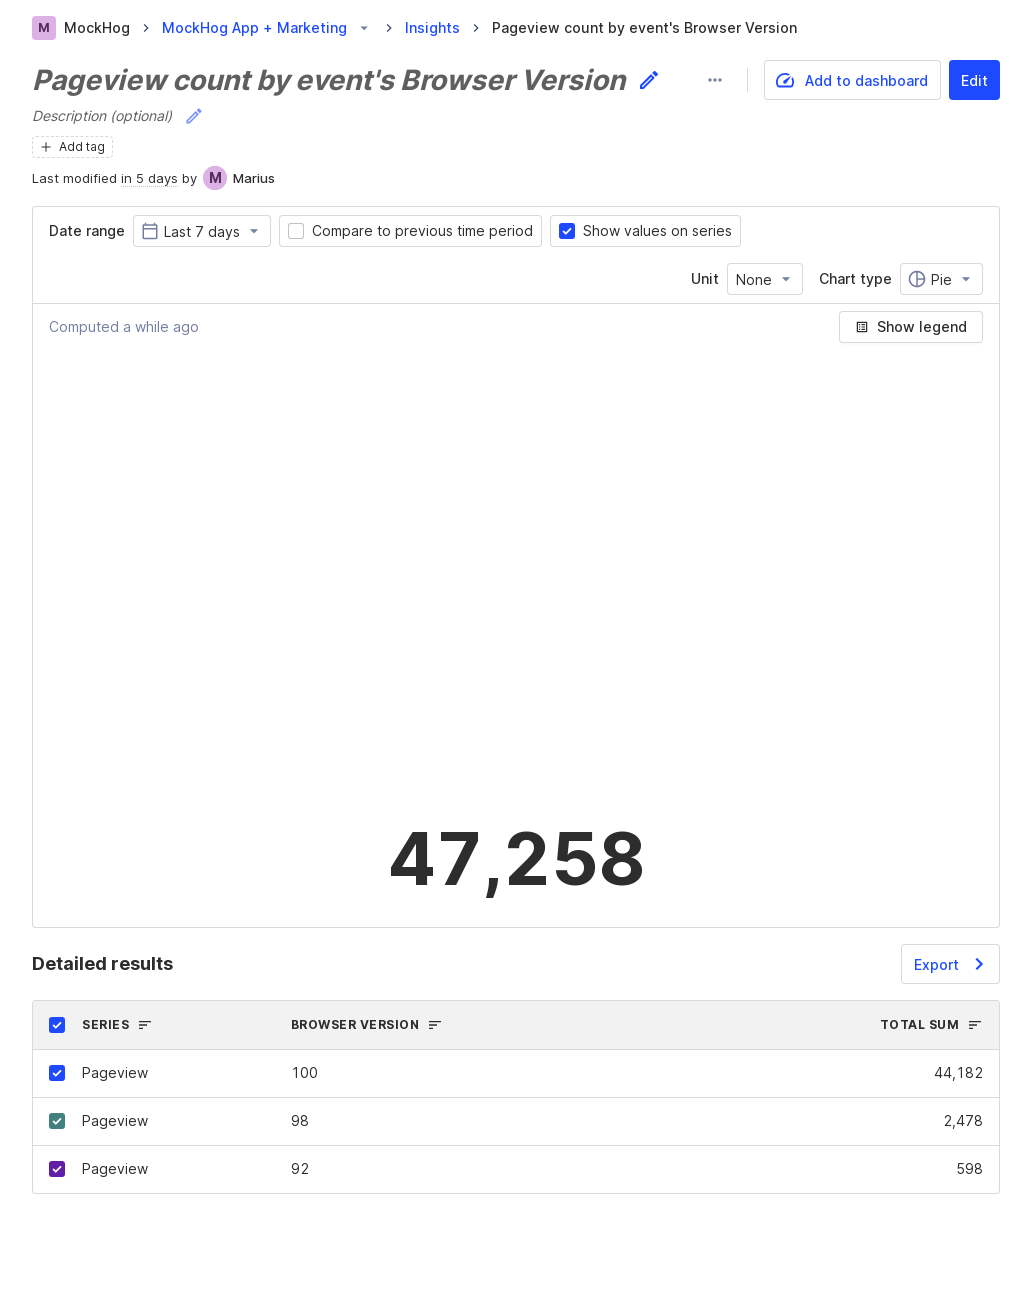 M MockHog MockHog App + Marketing Insights Pageview count by event's Browser Version
Pageview count by event's Browser Version
Add to dashboard
Edit
Description (optional)
Add tag
Last modified in 5 days by M Marius
Date range Last 7 days Compare to previous time period Show values on series
Unit None Chart type Pie
Computed a while ago Show legend
47,258
Detailed results Export
SERIES BROWSER VERSION TOTAL SUM
Pageview 100 44,182
Pageview 98 2,478
Pageview 92 598